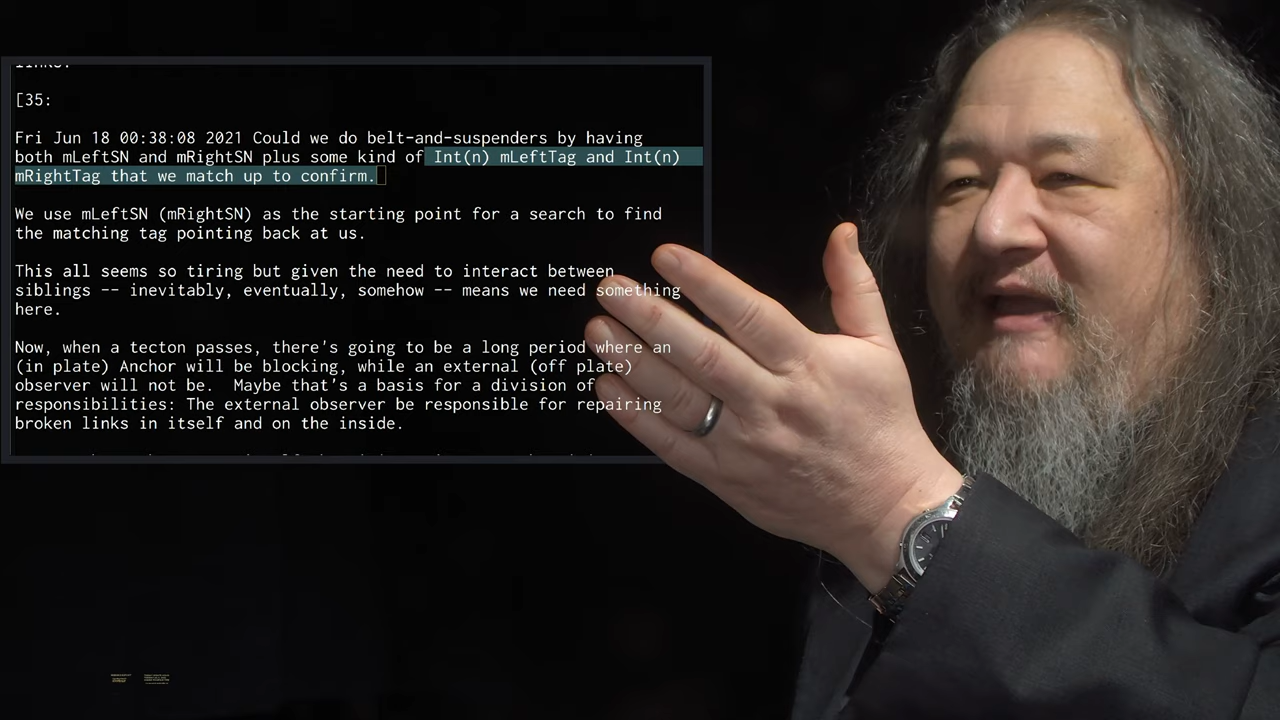 [35:
Fri Jun 18 00:38:08 2021 Could we do belt-and-suspenders by having
both mLeftSN and mRightSN plus some kind of Int(n) mLeftTag and Int(n)
mRightTag that we match up to confirm.
We use mLeftSN (mRightSN) as the starting point for a search to find
the matching tag pointing back at us.
This all seems so tiring but given the need to interact between
siblings -- inevitably, eventually, somehow -- means we need something
here.
Now, when a tecton passes, there's going to be a long period where an
(in plate) Anchor will be blocking, while an external (off plate)
observer will not be.  Maybe that's a basis for a division of
responsibilities: The external observer be responsible for repairing
broken links in itself and on the inside.